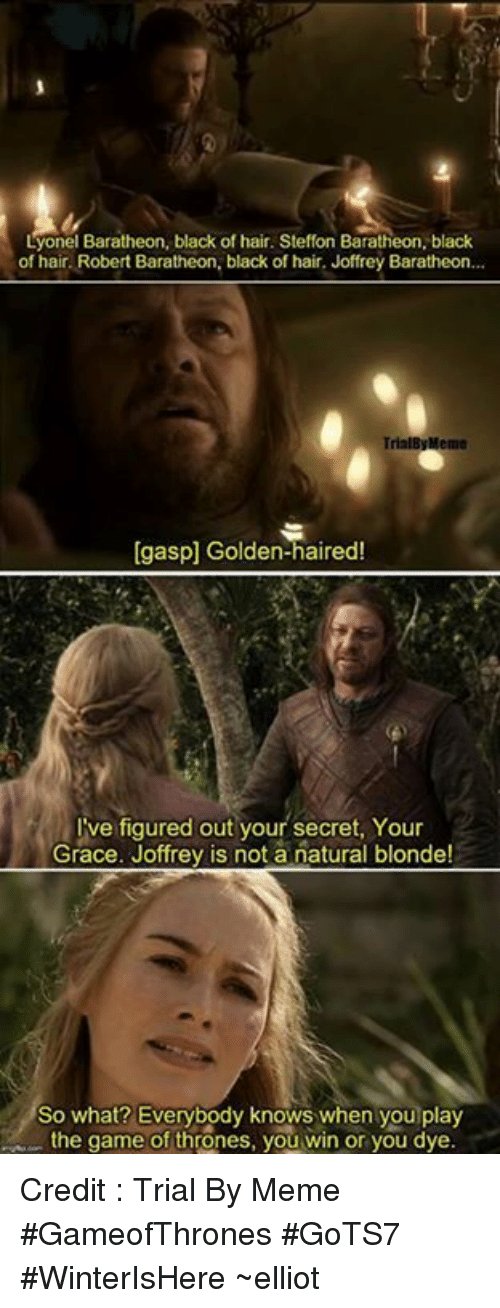 Lyonel Baratheon, black of hair. Steffon Baratheon, black
of hair. Robert Baratheon, black of hair. Joffrey Baratheon...
TrialByMeme
[gasp] Golden-haired!
I've figured out your secret, Your
Grace. Joffrey is not a natural blonde!
So what? Everybody knows when you play
the game of thrones, you win or you dye.
Credit : Trial By Meme
#GameofThrones #GoTS7
#WinterIsHere ~elliot